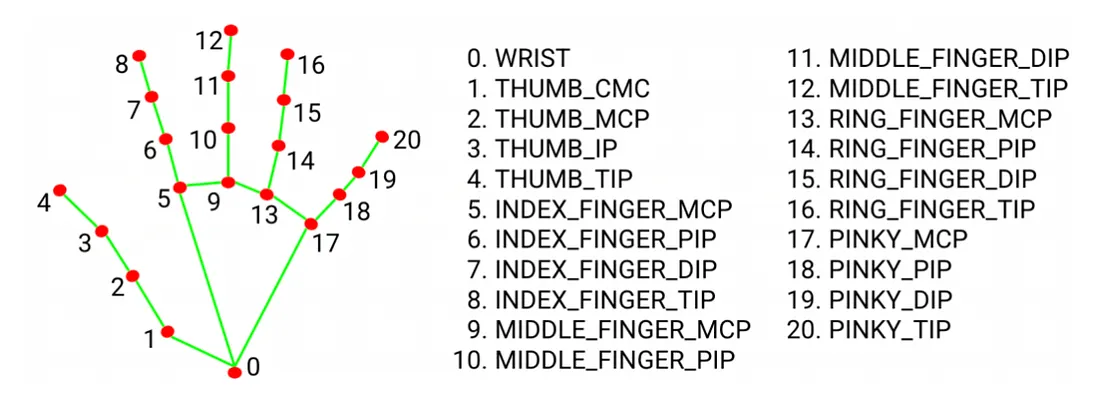 12
8
16
11
7
15
10
20
6
14
19
4
5
9
13
18
3
17
2
1
0
0. WRIST
1. THUMB_CMC
2. THUMB_MCP
3. THUMB_IP
4. THUMB_TIP
5. INDEX_FINGER_MCP
6. INDEX_FINGER_PIP
7. INDEX_FINGER_DIP
8. INDEX_FINGER_TIP
9. MIDDLE_FINGER_MCP
10. MIDDLE_FINGER_PIP
11. MIDDLE_FINGER_DIP
12. MIDDLE_FINGER_TIP
13. RING_FINGER_MCP
14. RING_FINGER_PIP
15. RING_FINGER_DIP
16. RING_FINGER_TIP
17. PINKY_MCP
18. PINKY_PIP
19. PINKY_DIP
20. PINKY_TIP